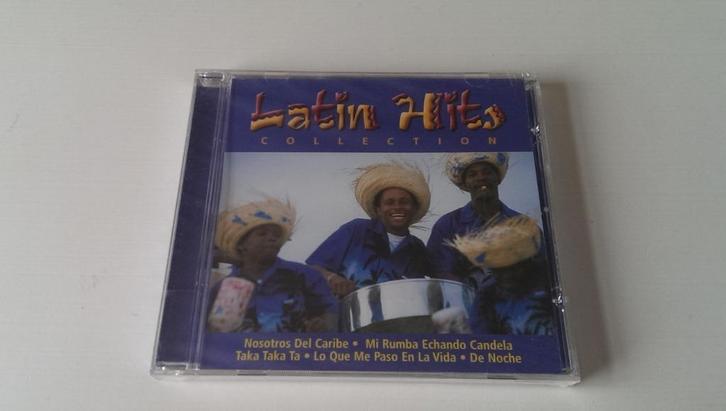 Latin Hits
COLLECTION
Nosotros Del Caribe • Mi Rumba Echando Candela
Taka Taka Ta • Lo Que Me Paso En La Vida • De Noche